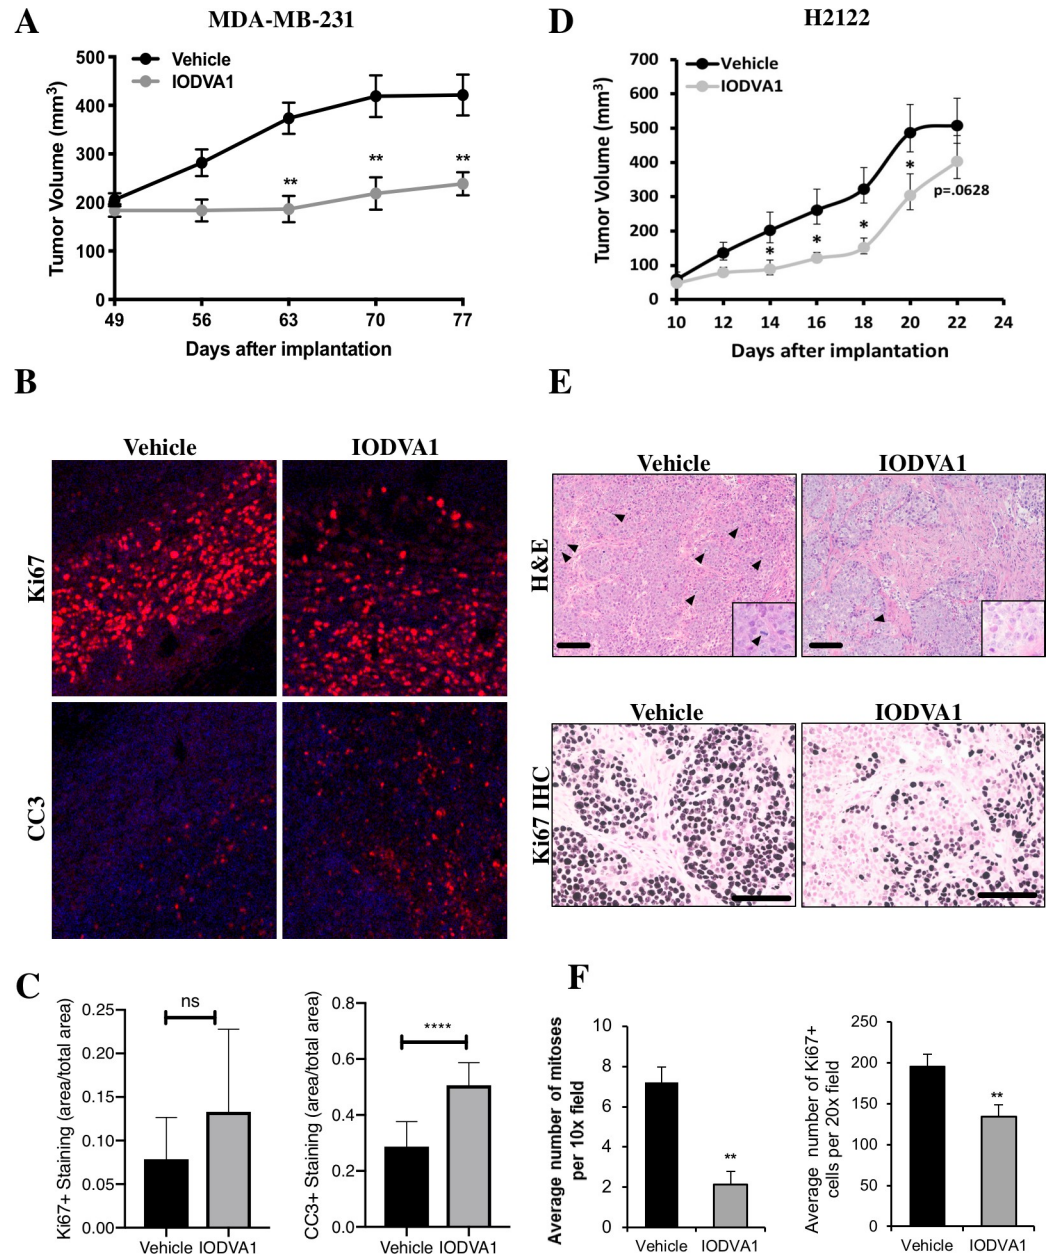 A
MDA-MB-231
Vehicle
IODVA1
Tumor Volume (mm³)
500
400
300
200
100
0
**
**
**
49 56 63 70 77
Days after implantation
D
H2122
Vehicle
IODVA1
Tumor Volume (mm³)
700
600
500
400
300
200
100
0
*
*
*
*
p=.0628
10 12 14 16 18 20 22 24
Days after implantation
B
Vehicle IODVA1
Ki67
CC3
E
Vehicle IODVA1
H&E
Vehicle IODVA1
Ki67 IHC
C
Ki67+ Staining (area/total area)
0.25
0.20
0.15
0.10
0.05
0.00
ns
Vehicle IODVA1
CC3+ Staining (area/total area)
0.8
0.6
0.4
0.2
0.0
****
Vehicle IODVA1
F
Average number of mitoses
per 10x field
10
8
6
4
2
0
**
Vehicle IODVA1
Average number of Ki67+
cells per 20x field
250
200
150
100
50
0
**
Vehicle IODVA1